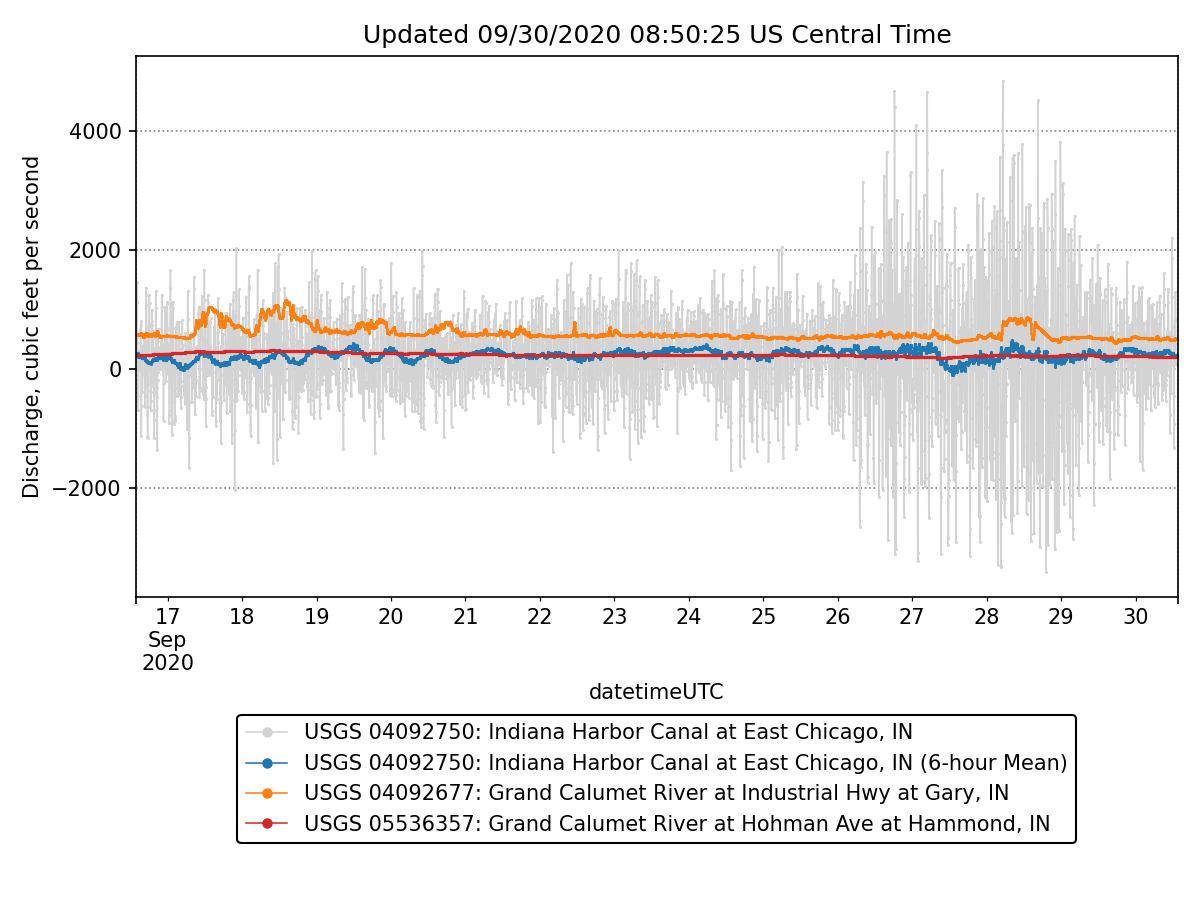 Updated 09/30/2020 08:50:25 US Central Time
Discharge, cubic feet per second
4000
2000
0
−2000
17 18 19 20 21 22 23 24 25 26 27 28 29 30
Sep
2020
datetimeUTC
USGS 04092750: Indiana Harbor Canal at East Chicago, IN
USGS 04092750: Indiana Harbor Canal at East Chicago, IN (6-hour Mean)
USGS 04092677: Grand Calumet River at Industrial Hwy at Gary, IN
USGS 05536357: Grand Calumet River at Hohman Ave at Hammond, IN